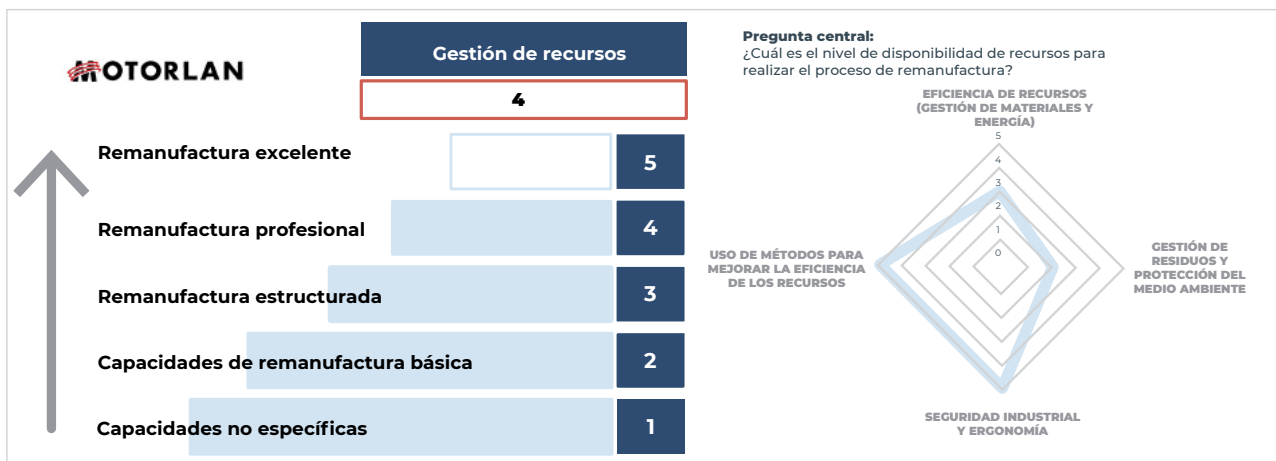 MOTORLAN
Gestión de recursos
4
Remanufactura excelente
5
Remanufactura profesional
4
Remanufactura estructurada
3
Capacidades de remanufactura básica
2
Capacidades no específicas
1
Pregunta central:
¿Cuál es el nivel de disponibilidad de recursos para
realizar el proceso de remanufactura?
EFICIENCIA DE RECURSOS
(GESTIÓN DE MATERIALES Y
ENERGÍA)
5
4
3
2
1
0
USO DE MÉTODOS PARA
MEJORAR LA EFICIENCIA
DE LOS RECURSOS
GESTIÓN DE
RESIDUOS Y
PROTECCIÓN DEL
MEDIO AMBIENTE
SEGURIDAD INDUSTRIAL
Y ERGONOMÍA